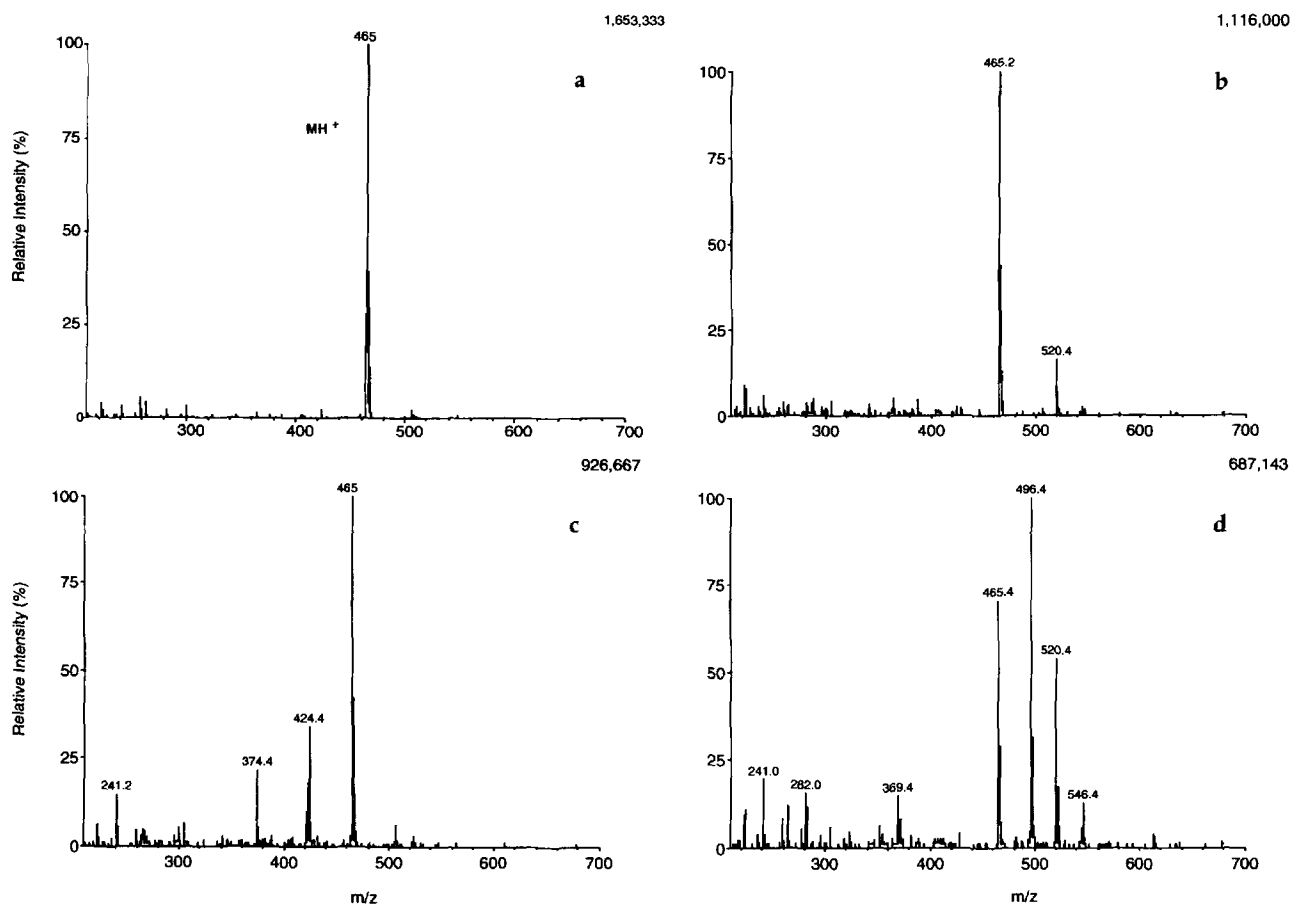 1,653,333
100
465
a
MH +
75
50
25
0
300 400 500 600 700
Relative Intensity (%)
1,116,000
100
465.2
b
75
50
25
520.4
0
300 400 500 600 700
926,667
100
465
c
75
50
424.4
25
374.4
241.2
0
300 400 500 600 700
Relative Intensity (%)
m/z
687,143
100
496.4
d
75
465.4
520.4
50
25
241.0
282.0
369.4
546.4
0
300 400 500 600 700
m/z